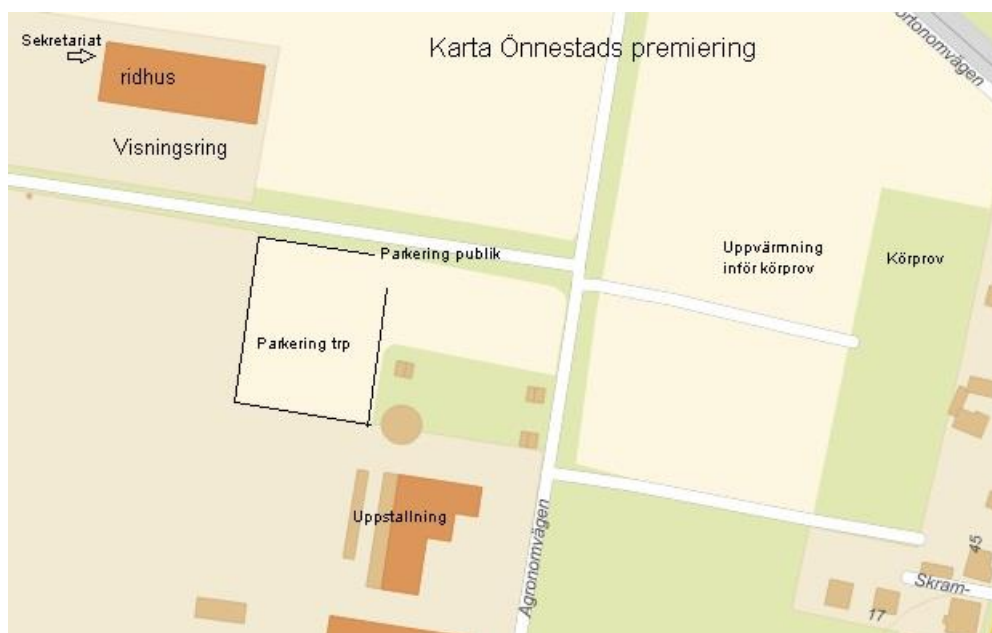 Karta Önnestads premiering
Sekretariat
ridhus
Visningsring
Parkering publik
Uppvärmning
inför körprov
Körprov
Parkering trp
Uppstallning
Agronomvägen
45
Skram-
17